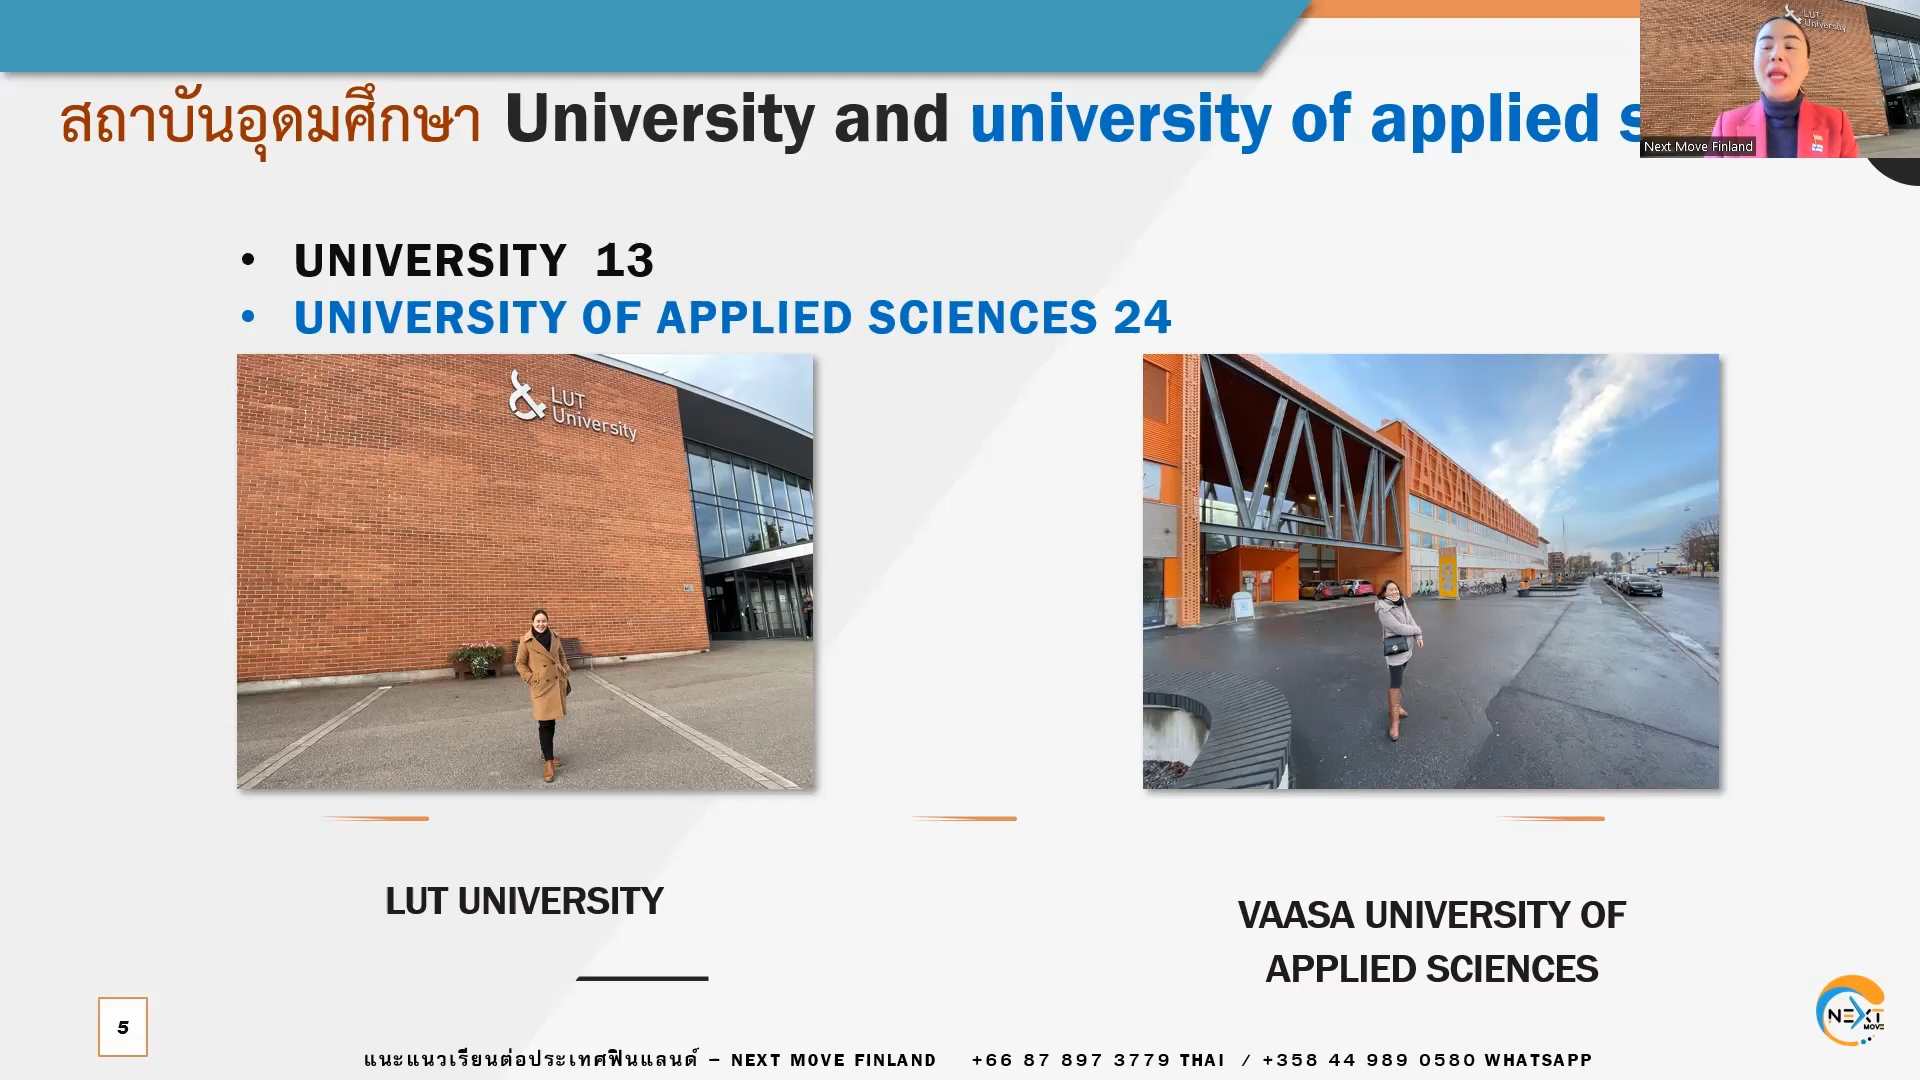 LUT
University
สถาบันอุดมศึกษา University and university of applied
Next Move Finland
• UNIVERSITY 13
• UNIVERSITY OF APPLIED SCIENCES 24
LUT
University
LUT UNIVERSITY
VAASA UNIVERSITY OF
APPLIED SCIENCES
NEXT
MOVE
5
แนะแนวเรียนต่อประเทศฟินแลนด์ – NEXT MOVE FINLAND +66 87 897 3779 THAI / +358 44 989 0580 WHATSAPP